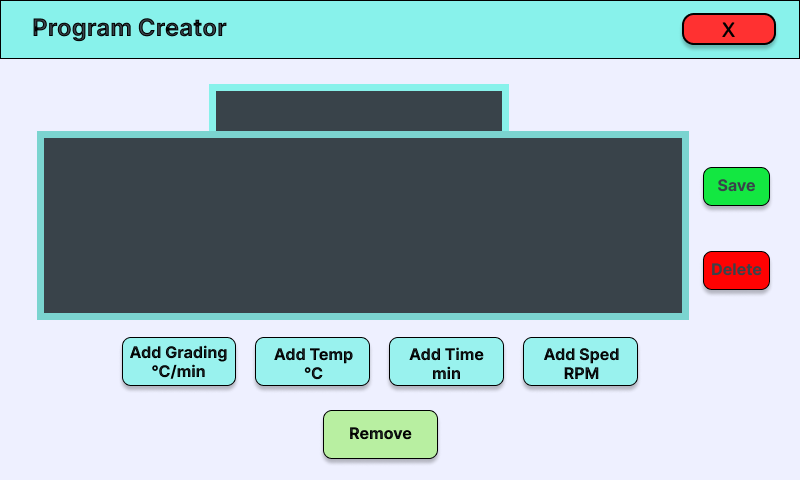 Program Creator
X
Save
Delete
Add Grading
°C/min
Add Temp
°C
Add Time
min
Add Sped
RPM
Remove